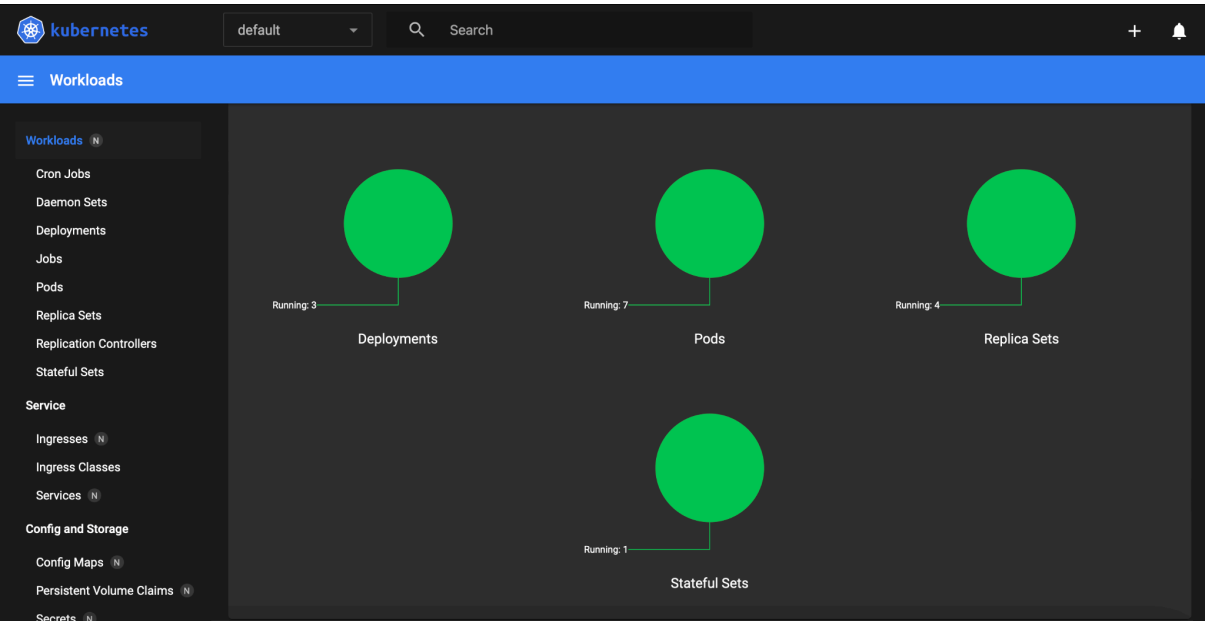 kubernetes
default
Search
Workloads
Workloads N
Cron Jobs
Daemon Sets
Deployments
Jobs
Pods
Replica Sets
Replication Controllers
Stateful Sets
Service
Ingresses N
Ingress Classes
Services N
Config and Storage
Config Maps N
Persistent Volume Claims N
Secrets N
Running: 3
Deployments
Running: 7
Pods
Running: 4
Replica Sets
Running: 1
Stateful Sets